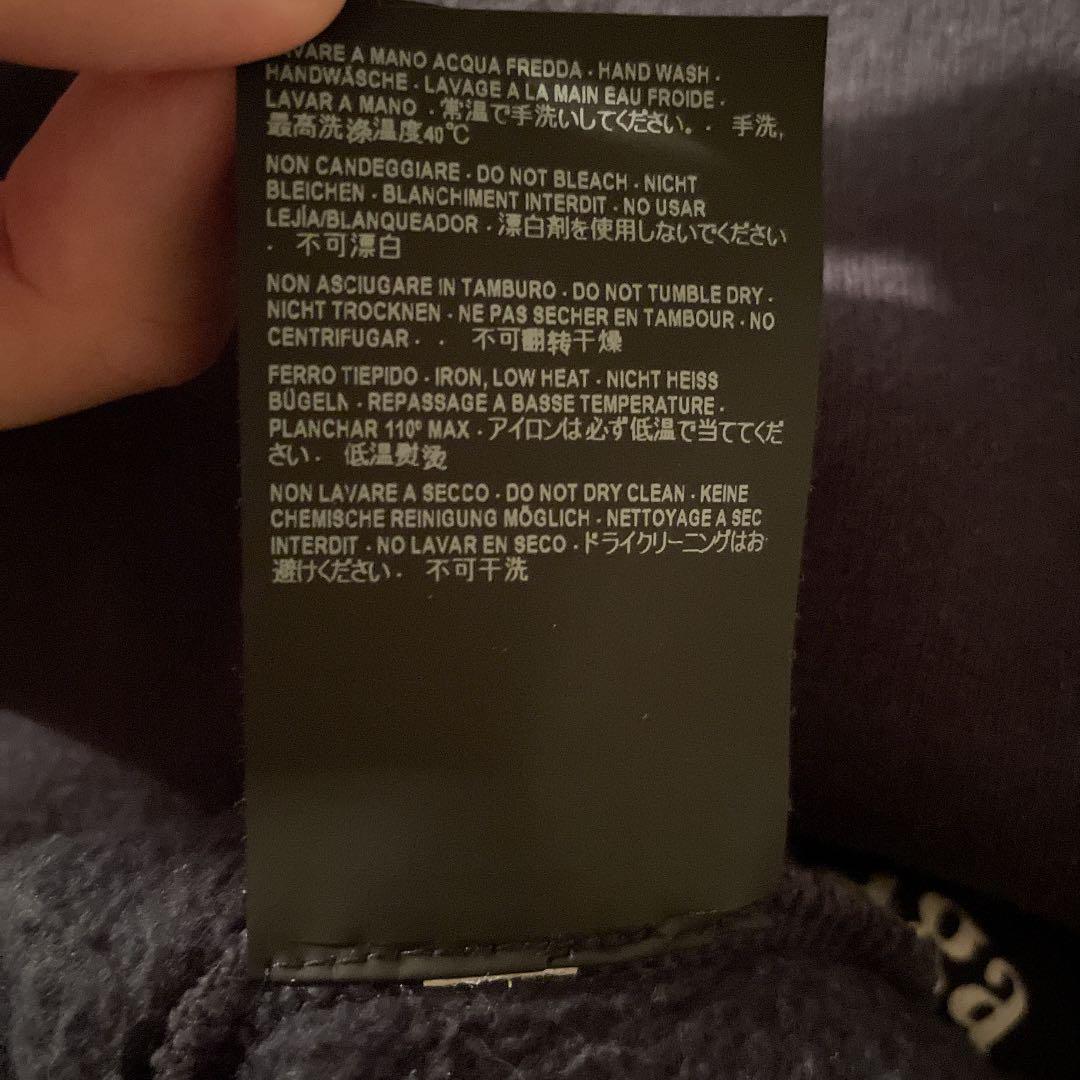 LAVARE A MANO ACQUA FREDDA · HAND WASH ·
HANDWÄSCHE · LAVAGE A LA MAIN EAU FROIDE ·
LAVAR A MANO · 常温で手洗いしてください。· 手洗,
最高洗涤温度40°C
NON CANDEGGIARE · DO NOT BLEACH · NICHT
BLEICHEN · BLANCHIMENT INTERDIT · NO USAR
LEJÍA/BLANQUEADOR · 漂白剤を使用しないでください
· 不可漂白
NON ASCIUGARE IN TAMBURO · DO NOT TUMBLE DRY ·
NICHT TROCKNEN · NE PAS SECHER EN TAMBOUR · NO
CENTRIFUGAR · · 不可翻转干燥
FERRO TIEPIDO · IRON, LOW HEAT · NICHT HEISS
BÜGELN · REPASSAGE A BASSE TEMPERATURE ·
PLANCHAR 110º MAX · アイロンは必ず低温で当ててくだ
さい · 低温熨烫
NON LAVARE A SECCO · DO NOT DRY CLEAN · KEINE
CHEMISCHE REINIGUNG MÖGLICH · NETTOYAGE A SEC
INTERDIT · NO LAVAR EN SECO · ドライクリーニングはお
避けください · 不可干洗